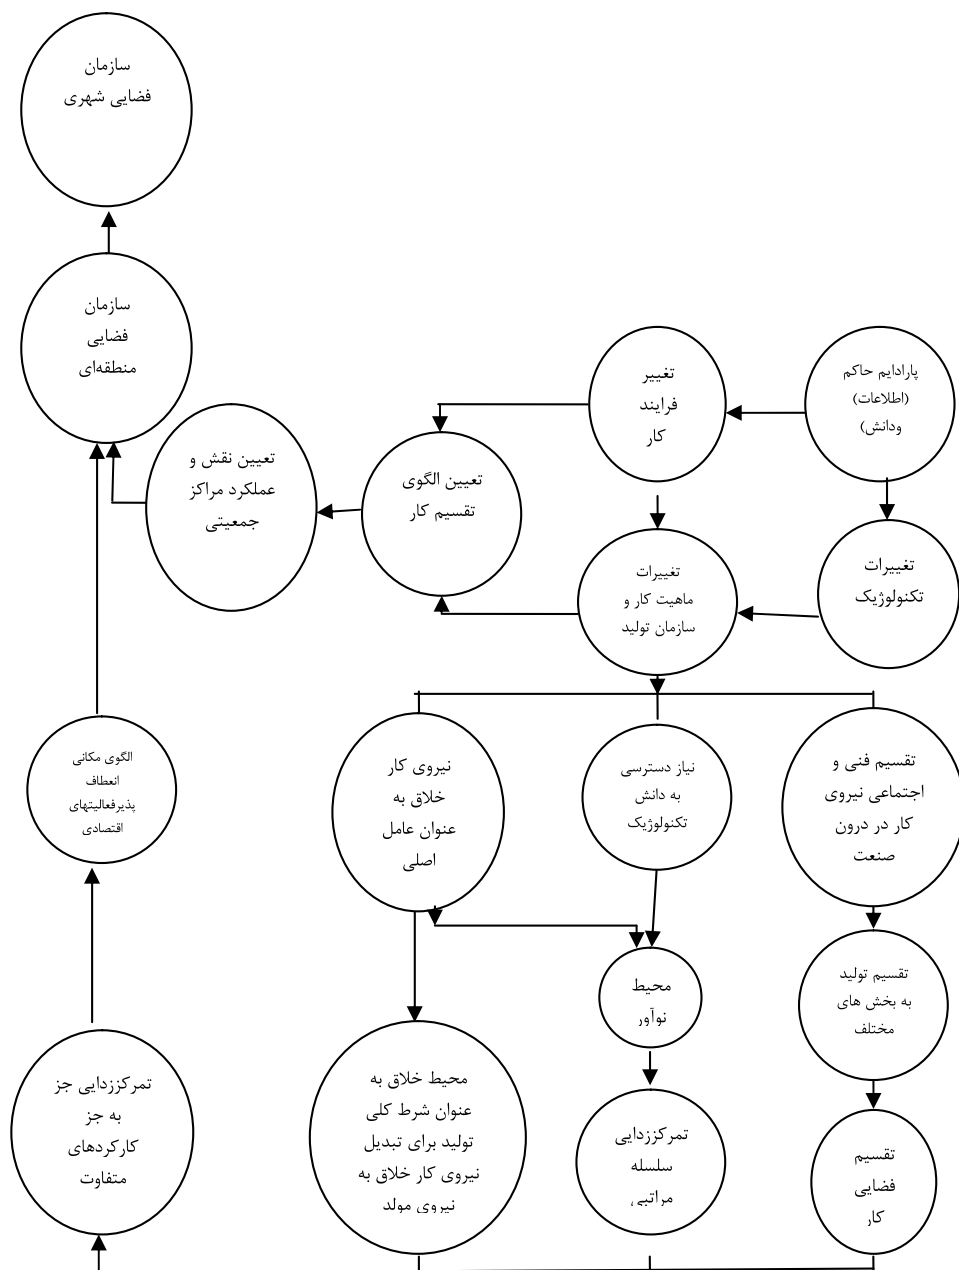 سازمان
فضایی شهری
سازمان
فضایی
منطقه‌ای
پارادایم حاکم
(اطلاعات)
ودانش)
تغییر
فرایند
کار
تعیین الگوی
تقسیم کار
تعیین نقش و
عملکرد مراکز
جمعیتی
تغییرات
تکنولوژیک
تغییرات
ماهیت کار و
سازمان تولید
تقسیم فنی و
اجتماعی نیروی
کار در درون
صنعت
نیاز دسترسی
به دانش
تکنولوژیک
نیروی کار
خلاق به
عنوان عامل
اصلی
الگوی مکانی
انعطاف
پذیرفعالیتهای
اقتصادی
تقسیم تولید
به بخش های
مختلف
محیط
نوآور
تقسیم
فضایی
کار
تمرکززدایی
سلسله
مراتبی
محیط خلاق به
عنوان شرط کلی
تولید برای تبدیل
نیروی کار خلاق به
نیروی مولد
تمرکززدایی جز
به جز
کارکردهای
متفاوت